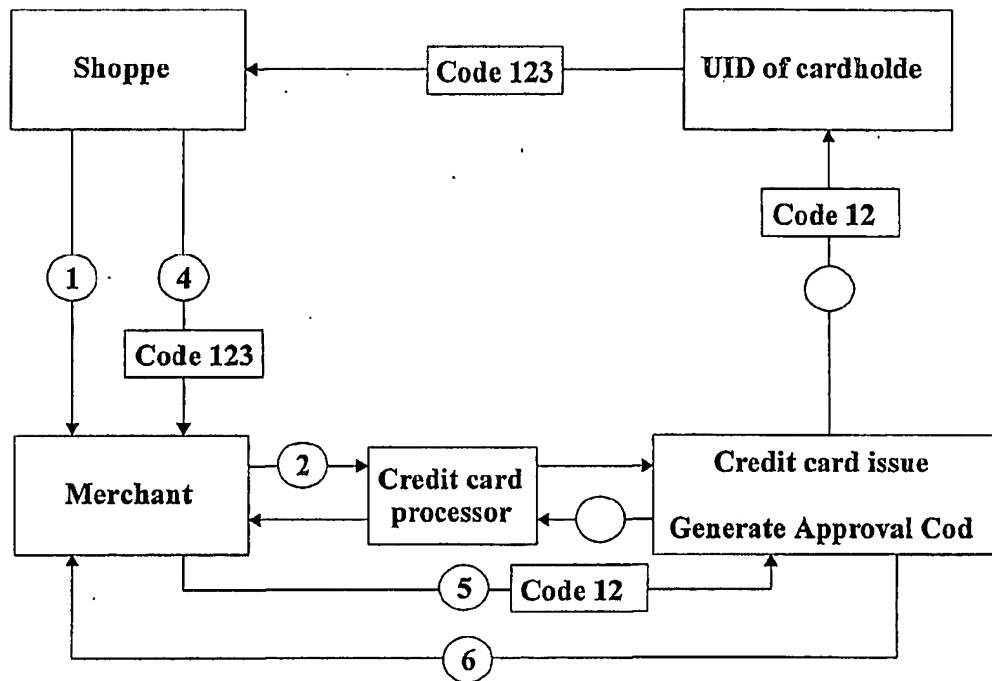 Shoppe
Code 123
UID of cardholde
Code 12
1
4
Code 123
2
Merchant
Credit card
processor
Credit card issue
Generate Approval Cod
5
Code 12
6